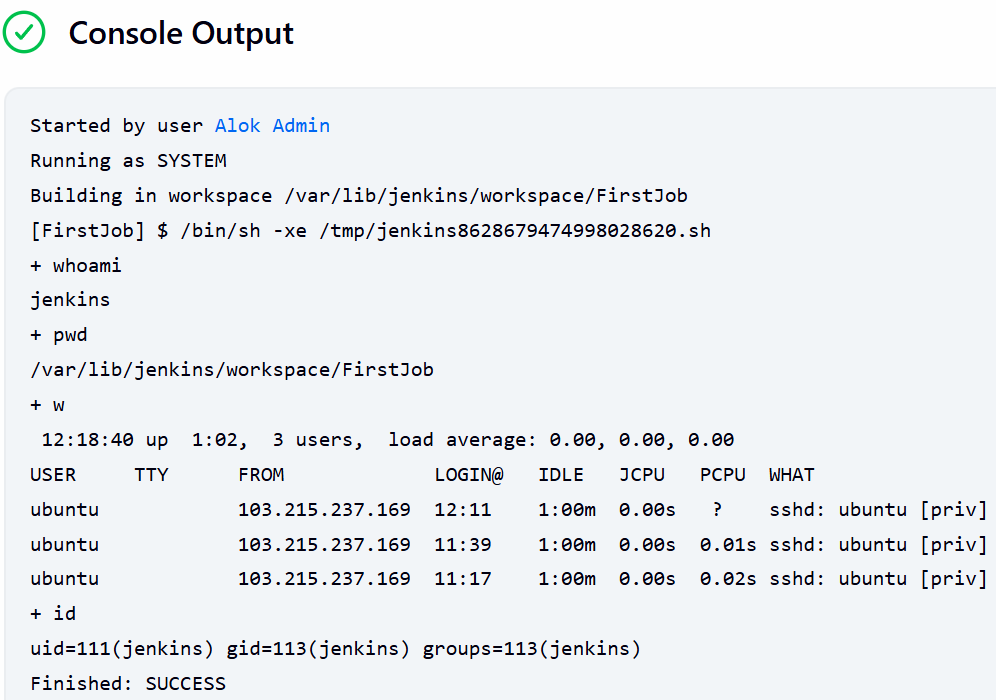 Console Output
Started by user Alok Admin
Running as SYSTEM
Building in workspace /var/lib/jenkins/workspace/FirstJob
[FirstJob] $ /bin/sh -xe /tmp/jenkins8628679474998028620.sh
+ whoami
jenkins
+ pwd
/var/lib/jenkins/workspace/FirstJob
+ w
 12:18:40 up  1:02,  3 users,  load average: 0.00, 0.00, 0.00
USER     TTY      FROM             LOGIN@   IDLE   JCPU   PCPU  WHAT
ubuntu            103.215.237.169  12:11    1:00m  0.00s   ?    sshd: ubuntu [priv]
ubuntu            103.215.237.169  11:39    1:00m  0.00s  0.01s sshd: ubuntu [priv]
ubuntu            103.215.237.169  11:17    1:00m  0.00s  0.02s sshd: ubuntu [priv]
+ id
uid=111(jenkins) gid=113(jenkins) groups=113(jenkins)
Finished: SUCCESS